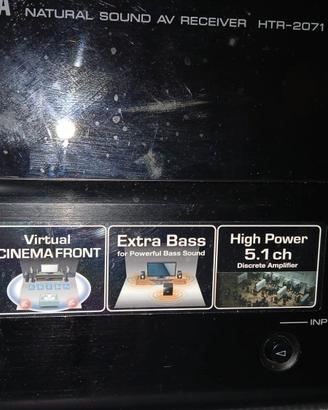 A NATURAL SOUND AV RECEIVER HTR-2071
Virtual
CINEMA FRONT
Extra Bass
for Powerful Bass Sound
High Power
5.1ch
Discrete Amplifier
INP